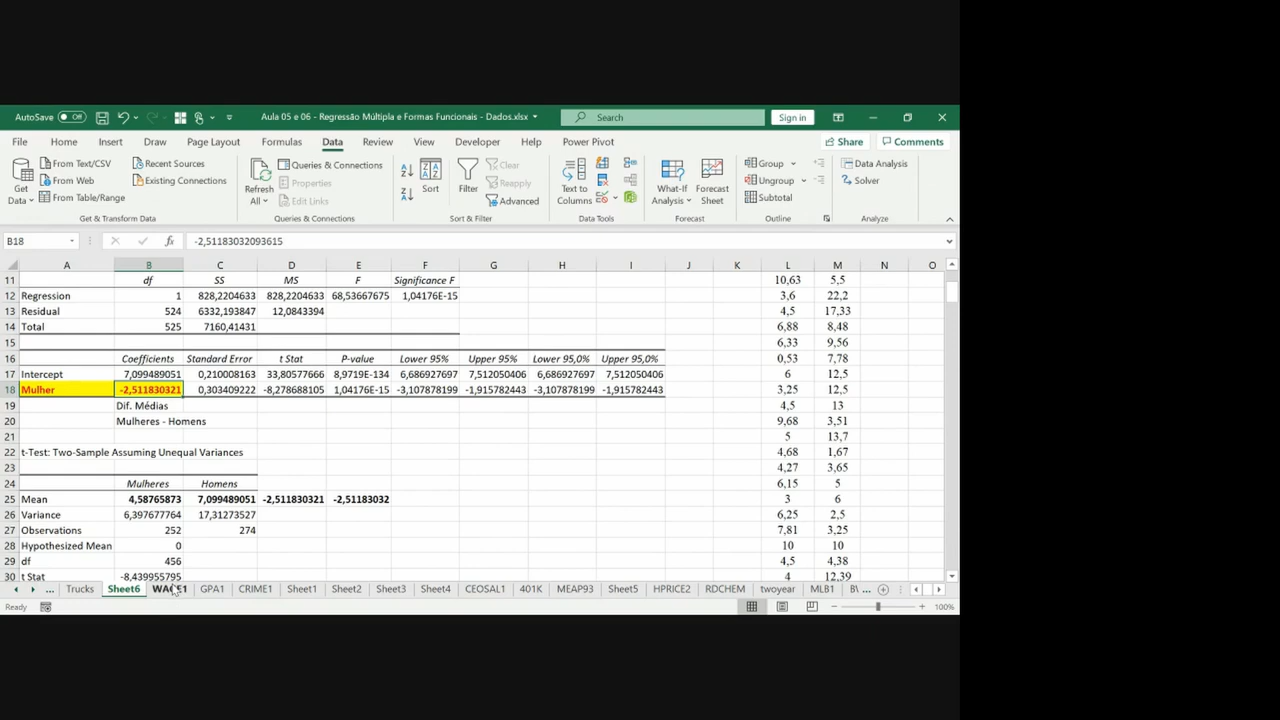 AutoSave Off Aula 05 e 06 - Regressão Múltipla e Formas Funcionais - Dados.xlsx Search Sign in
File Home Insert Draw Page Layout Formulas Data Review View Developer Help Power Pivot Share Comments
Get Data From Text/CSV From Web From Table/Range Recent Sources Existing Connections Refresh All Queries & Connections Properties Edit Links Sort Filter Clear Reapply Advanced Text to Columns What-If Analysis Forecast Sheet Group Ungroup Subtotal Data Analysis Solver
Get & Transform Data Queries & Connections Sort & Filter Data Tools Forecast Outline Analyze
B18 fx -2,51183032093615
A B C D E F G H I J K L M N O
11 df SS MS F Significance F 10,63 5,5
12 Regression 1 828,2204633 828,2204633 68,53667675 1,04176E-15 3,6 22,2
13 Residual 524 6332,193847 12,0843394 4,5 17,33
14 Total 525 7160,41431 6,88 8,48
15 6,33 9,56
16 Coefficients Standard Error t Stat P-value Lower 95% Upper 95% Lower 95,0% Upper 95,0% 0,53 7,78
17 Intercept 7,099489051 0,210008163 33,80577666 8,9719E-134 6,686927697 7,512050406 6,686927697 7,512050406 6 12,5
18 Mulher -2,511830321 0,303409222 -8,278688105 1,04176E-15 -3,107878199 -1,915782443 -3,107878199 -1,915782443 3,25 12,5
19 Dif. Médias 4,5 13
20 Mulheres - Homens 9,68 3,51
21 5 13,7
22 t-Test: Two-Sample Assuming Unequal Variances 4,68 1,67
23 4,27 3,65
24 Mulheres Homens 6,15 5
25 Mean 4,58765873 7,099489051 -2,511830321 -2,51183032 3 6
26 Variance 6,397677764 17,31273527 6,25 2,5
27 Observations 252 274 7,81 3,25
28 Hypothesized Mean 0 10 10
29 df 456 4,5 4,38
30 t Stat -8,439955795 4 12,39
... Trucks Sheet6 WAGE1 GPA1 CRIME1 Sheet1 Sheet2 Sheet3 Sheet4 CEOSAL1 401K MEAP93 Sheet5 HPRICE2 RDCHEM twoyear MLB1 ...
Ready 100%